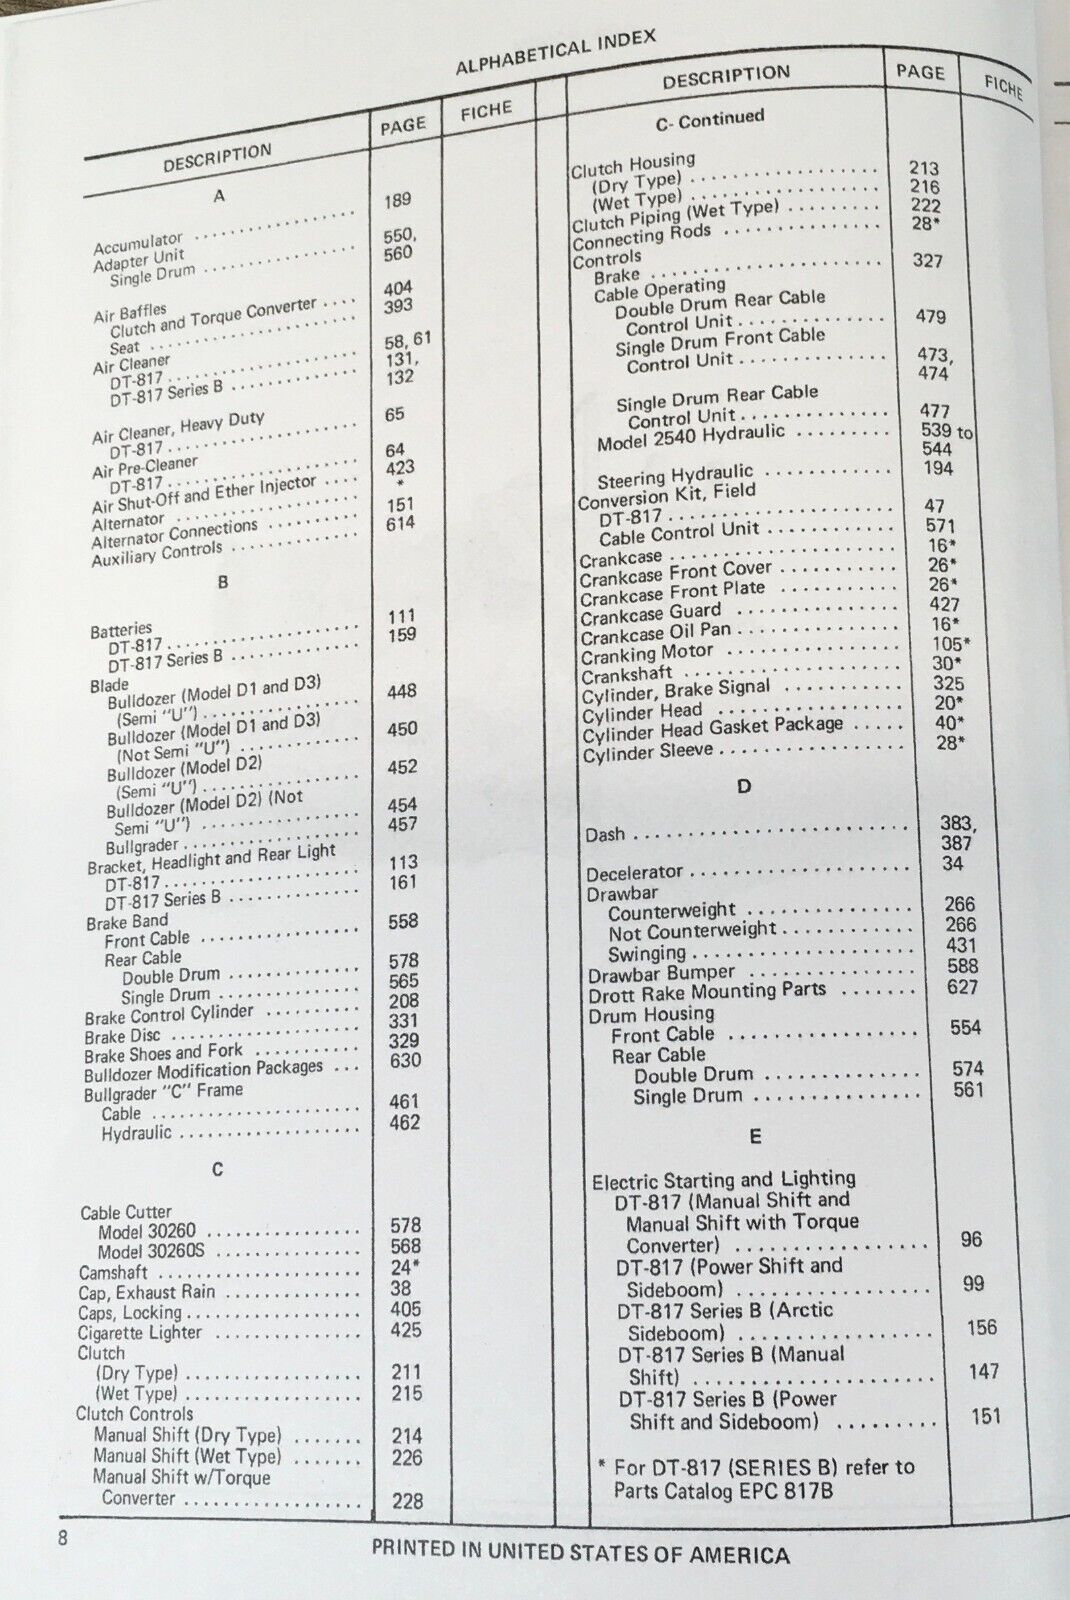 ALPHABETICAL INDEX
DESCRIPTION PAGE FICHE
A
Accumulator .................... 189
Adapter Unit
Single Drum .................... 550,
560
Air Baffles
Clutch and Torque Converter .... 404
Seat .................... 393
Air Cleaner
DT-817 .................... 58, 61
DT-817 Series B .................... 131,
132
Air Cleaner, Heavy Duty
DT-817 .................... 65
Air Pre-Cleaner
DT-817 .................... 64
Air Shut-Off and Ether Injector .... 423
Alternator .................... *
Alternator Connections .................... 151
Auxiliary Controls .................... 614
B
Batteries
DT-817 .................... 111
DT-817 Series B .................... 159
Blade
Bulldozer (Model D1 and D3)
(Semi "U") .................... 448
Bulldozer (Model D1 and D3)
(Not Semi "U") .................... 450
Bulldozer (Model D2)
(Semi "U") .................... 452
Bulldozer (Model D2) (Not
Semi "U") .................... 454
Bullgrader .................... 457
Bracket, Headlight and Rear Light
DT-817 .................... 113
DT-817 Series B .................... 161
Brake Band
Front Cable .................... 558
Rear Cable
Double Drum .................... 578
Single Drum .................... 565
Brake Control Cylinder .................... 208
Brake Disc .................... 331
Brake Shoes and Fork .................... 329
Bulldozer Modification Packages ... 630
Bullgrader "C" Frame
Cable .................... 461
Hydraulic .................... 462
C
Cable Cutter
Model 30260 .................... 578
Model 30260S .................... 568
Camshaft .................... 24*
Cap, Exhaust Rain .................... 38
Caps, Locking .................... 405
Cigarette Lighter .................... 425
Clutch
(Dry Type) .................... 211
(Wet Type) .................... 215
Clutch Controls
Manual Shift (Dry Type) ....... 214
Manual Shift (Wet Type) ....... 226
Manual Shift w/Torque
Converter .................... 228
DESCRIPTION PAGE FICHE
C- Continued
Clutch Housing
(Dry Type) .................... 213
(Wet Type) .................... 216
Clutch Piping (Wet Type) ......... 222
Connecting Rods .................... 28*
Controls
Brake .................... 327
Cable Operating
Double Drum Rear Cable
Control Unit .................... 479
Single Drum Front Cable
Control Unit .................... 473,
474
Single Drum Rear Cable
Control Unit .................... 477
Model 2540 Hydraulic ......... 539 to
544
Steering Hydraulic ............ 194
Conversion Kit, Field
DT-817 .................... 47
Cable Control Unit ............ 571
Crankcase .................... 16*
Crankcase Front Cover ........... 26*
Crankcase Front Plate ........... 26*
Crankcase Guard .................... 427
Crankcase Oil Pan .................... 16*
Cranking Motor .................... 105*
Crankshaft .................... 30*
Cylinder, Brake Signal ........... 325
Cylinder Head .................... 20*
Cylinder Head Gasket Package ..... 40*
Cylinder Sleeve .................... 28*
D
Dash .................... 383,
387
Decelerator .................... 34
Drawbar
Counterweight .................... 266
Not Counterweight ............ 266
Swinging .................... 431
Drawbar Bumper .................... 588
Drott Rake Mounting Parts ....... 627
Drum Housing
Front Cable .................... 554
Rear Cable
Double Drum .................... 574
Single Drum .................... 561
E
Electric Starting and Lighting
DT-817 (Manual Shift and
Manual Shift with Torque
Converter) .................... 96
DT-817 (Power Shift and
Sideboom) .................... 99
DT-817 Series B (Arctic
Sideboom) .................... 156
DT-817 Series B (Manual
Shift) .................... 147
DT-817 Series B (Power
Shift and Sideboom) ......... 151
* For DT-817 (SERIES B) refer to
Parts Catalog EPC 817B
8
PRINTED IN UNITED STATES OF AMERICA